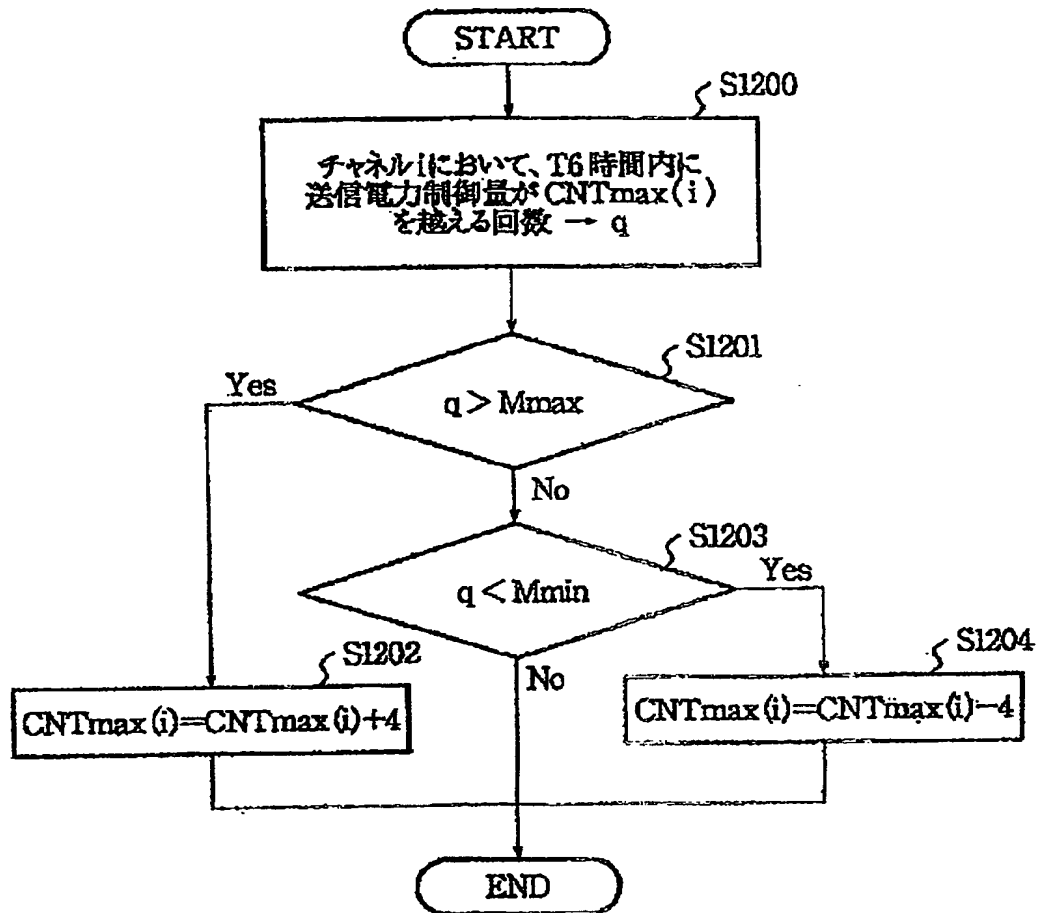 START
S1200
チャネルiにおいて、T6時間内に
送信電力制御量がCNTmax(i)
を越える回数 → q
S1201
q＞Mmax
Yes
No
S1203
q＜Mmin
Yes
No
S1202
CNTmax(i)=CNTmax(i)+4
S1204
CNTmax(i)=CNTmax(i)-4
END